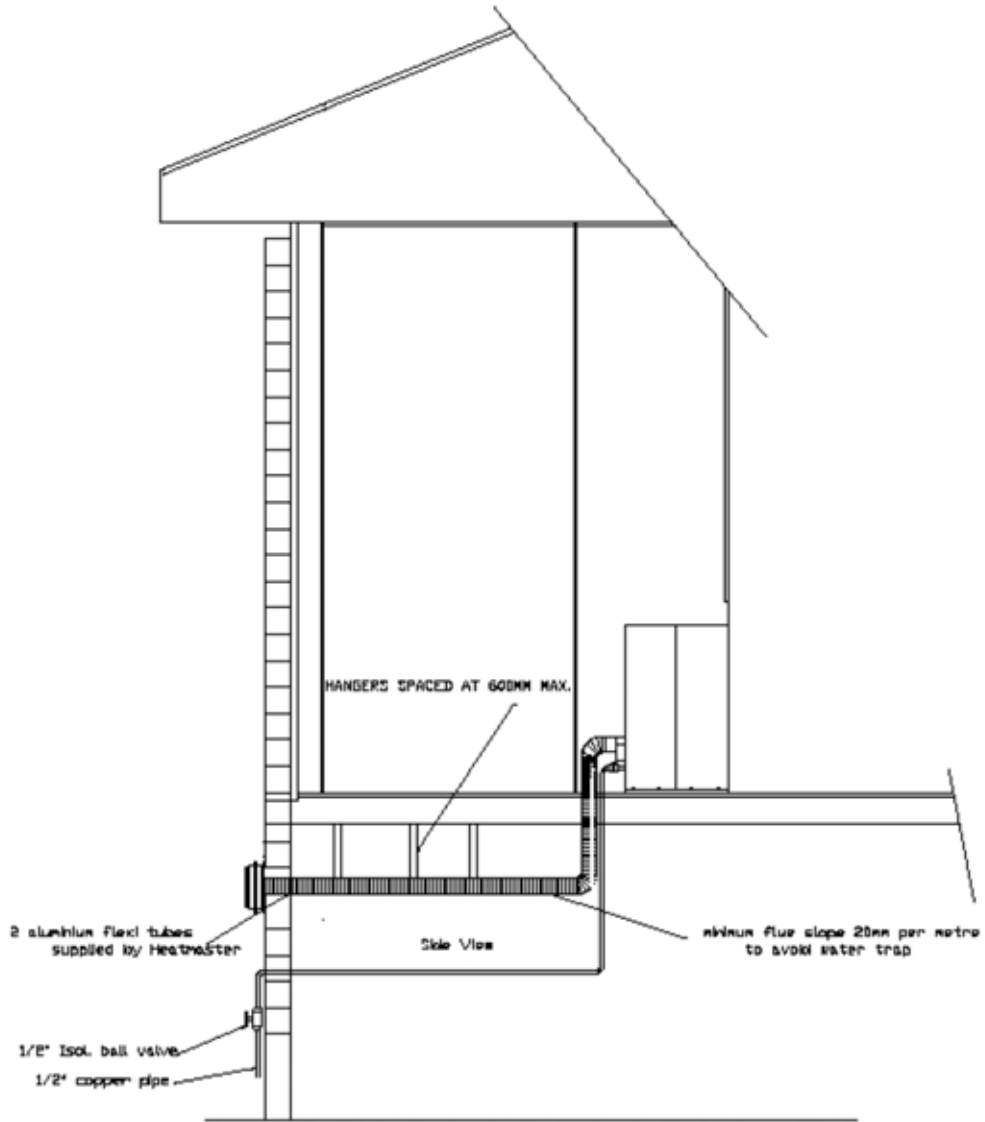 HANGERS SPACED AT 600MM MAX.
2 aluminium flexi tubes
supplied by Heatmaster
Side View
minimum flue slope 20mm per metre
to avoid water trap
1/2" Isol. ball valve
1/2" copper pipe